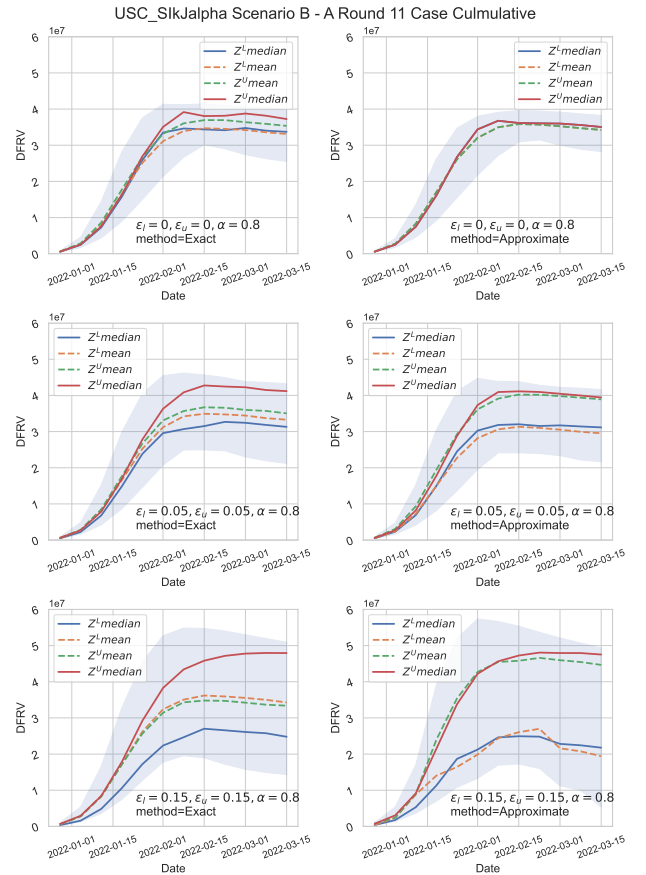 USC_SIkJalpha Scenario B - A Round 11 Case Culmulative
1e7
6
5
4
3
2
1
0
DFRV
Z^L median
Z^L mean
Z^U mean
Z^U median
ε_l = 0, ε_u = 0, α = 0.8
method=Exact
2022-01-01
2022-01-15
2022-02-01
2022-02-15
2022-03-01
2022-03-15
Date
1e7
6
5
4
3
2
1
0
DFRV
Z^L median
Z^L mean
Z^U mean
Z^U median
ε_l = 0, ε_u = 0, α = 0.8
method=Approximate
2022-01-01
2022-01-15
2022-02-01
2022-02-15
2022-03-01
2022-03-15
Date
1e7
6
5
4
3
2
1
0
DFRV
Z^L median
Z^L mean
Z^U mean
Z^U median
ε_l = 0.05, ε_u = 0.05, α = 0.8
method=Exact
2022-01-01
2022-01-15
2022-02-01
2022-02-15
2022-03-01
2022-03-15
Date
1e7
6
5
4
3
2
1
0
DFRV
Z^L median
Z^L mean
Z^U mean
Z^U median
ε_l = 0.05, ε_u = 0.05, α = 0.8
method=Approximate
2022-01-01
2022-01-15
2022-02-01
2022-02-15
2022-03-01
2022-03-15
Date
1e7
6
5
4
3
2
1
0
DFRV
Z^L median
Z^L mean
Z^U mean
Z^U median
ε_l = 0.15, ε_u = 0.15, α = 0.8
method=Exact
2022-01-01
2022-01-15
2022-02-01
2022-02-15
2022-03-01
2022-03-15
Date
1e7
6
5
4
3
2
1
0
DFRV
Z^L median
Z^L mean
Z^U mean
Z^U median
ε_l = 0.15, ε_u = 0.15, α = 0.8
method=Approximate
2022-01-01
2022-01-15
2022-02-01
2022-02-15
2022-03-01
2022-03-15
Date